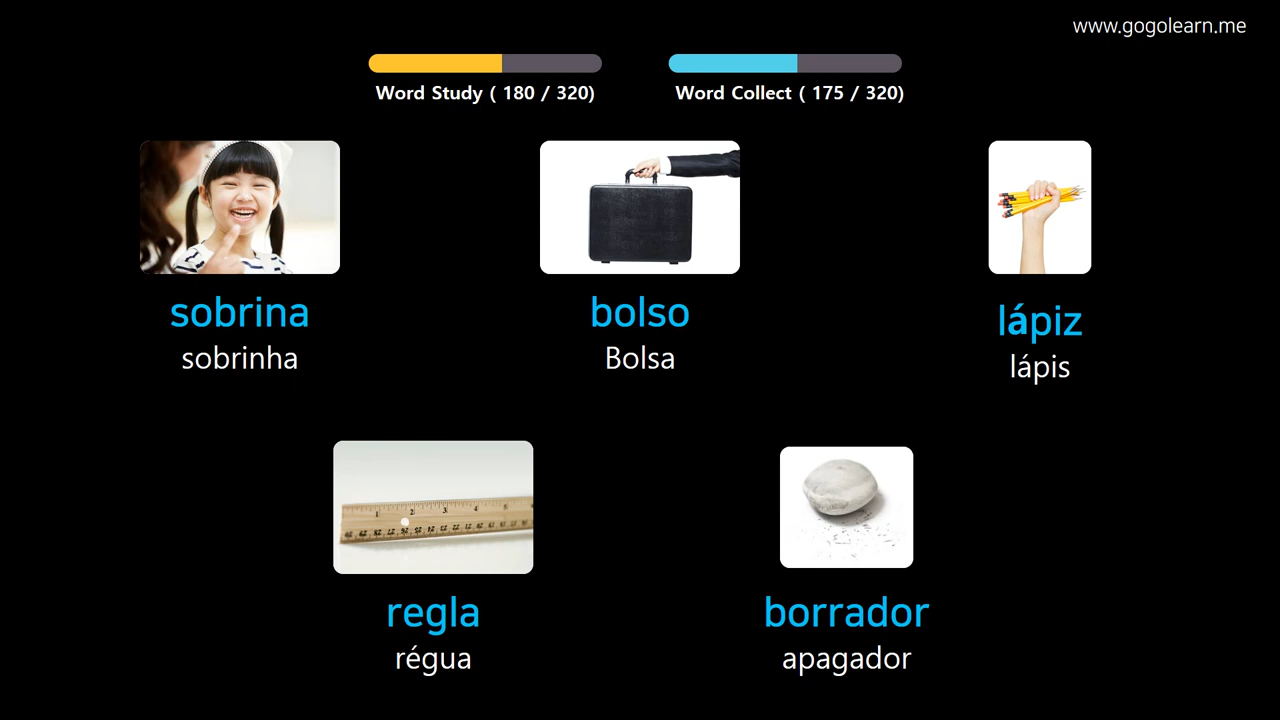 www.gogolearn.me
Word Study ( 180 / 320)
Word Collect ( 175 / 320)
sobrina
sobrinha
bolso
Bolsa
lápiz
lápis
regla
régua
borrador
apagador